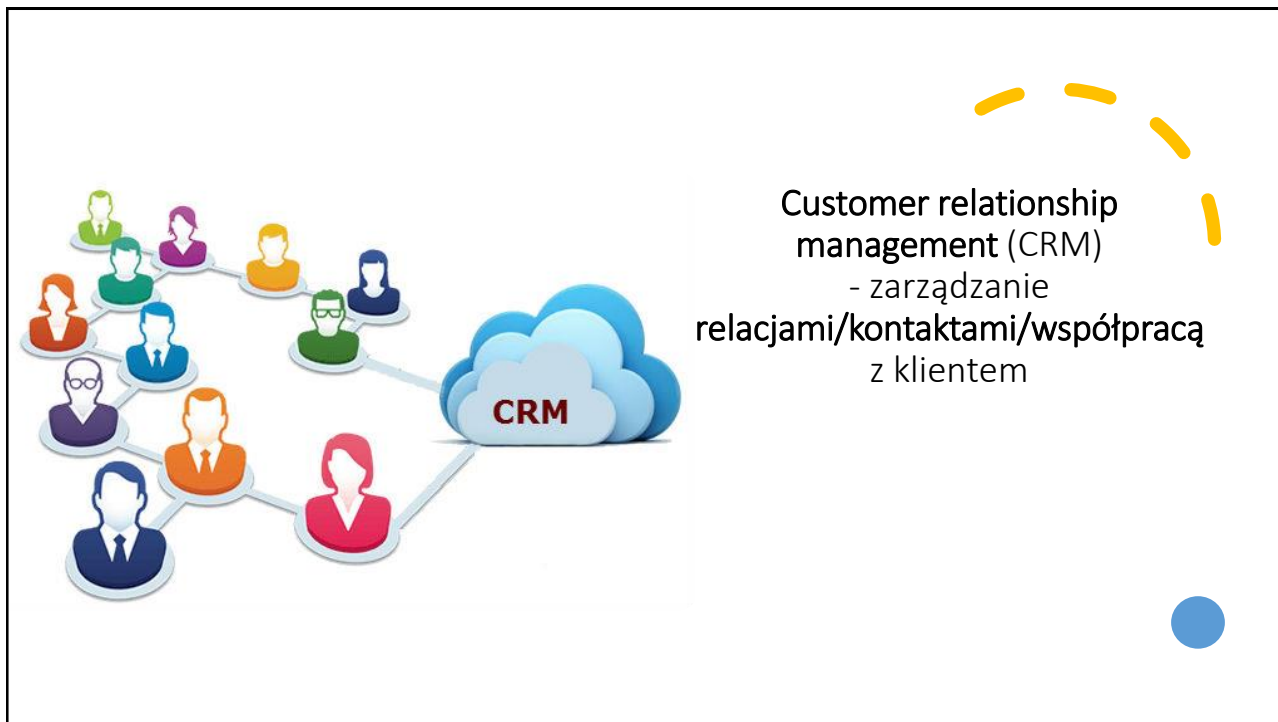 CRM
Customer relationship
management (CRM)
- zarządzanie
relacjami/kontaktami/współpracą
z klientem